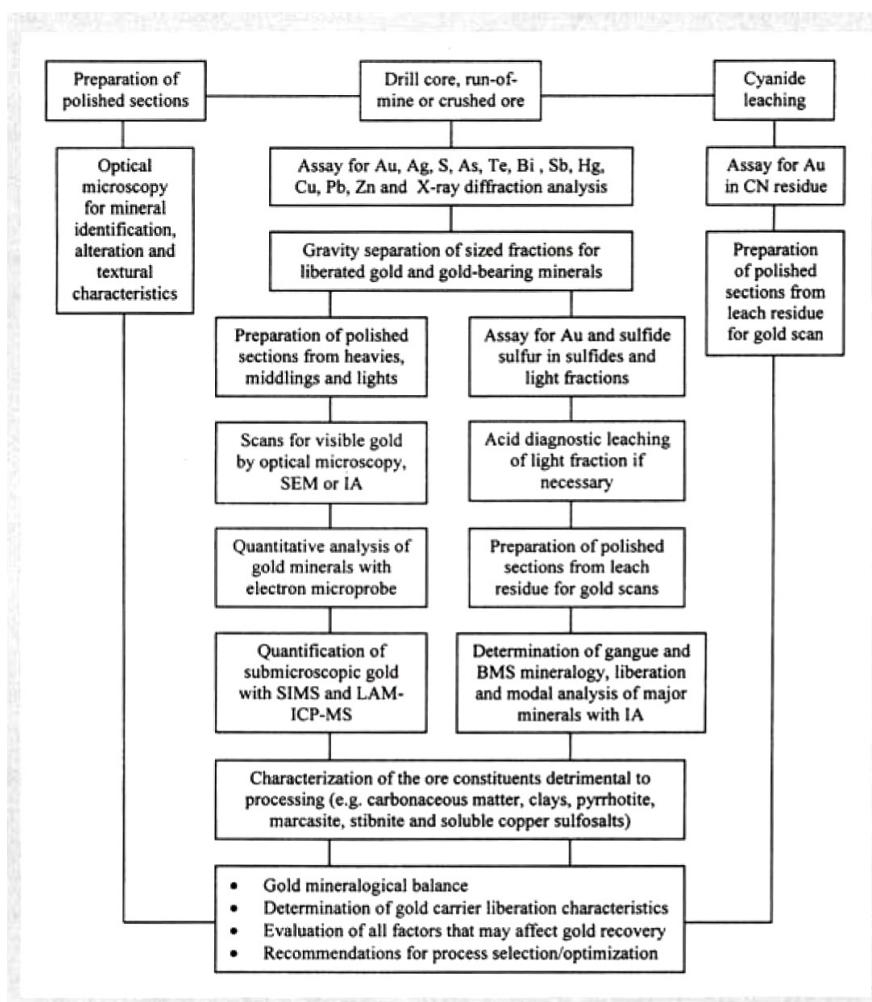 Preparation of
polished sections
Drill core, run-of-
mine or crushed ore
Cyanide
leaching
Optical
microscopy
for mineral
identification,
alteration and
textural
characteristics
Assay for Au, Ag, S, As, Te, Bi , Sb, Hg,
Cu, Pb, Zn and X-ray diffraction analysis
Assay for Au
in CN residue
Gravity separation of sized fractions for
liberated gold and gold-bearing minerals
Preparation
of polished
sections from
leach residue
for gold scan
Preparation of polished
sections from heavies,
middlings and lights
Assay for Au and sulfide
sulfur in sulfides and
light fractions
Scans for visible gold
by optical microscopy,
SEM or IA
Acid diagnostic leaching
of light fraction if
necessary
Quantitative analysis of
gold minerals with
electron microprobe
Preparation of polished
sections from leach
residue for gold scans
Quantification of
submicroscopic gold
with SIMS and LAM-
ICP-MS
Determination of gangue
and BMS mineralogy, liberation
and modal analysis of major
minerals with IA
Characterization of the ore constituents detrimental to
processing (e.g. carbonaceous matter, clays, pyrrhotite,
marcasite, stibnite and soluble copper sulfosalts)
• Gold mineralogical balance
• Determination of gold carrier liberation characteristics
• Evaluation of all factors that may affect gold recovery
• Recommendations for process selection/optimization